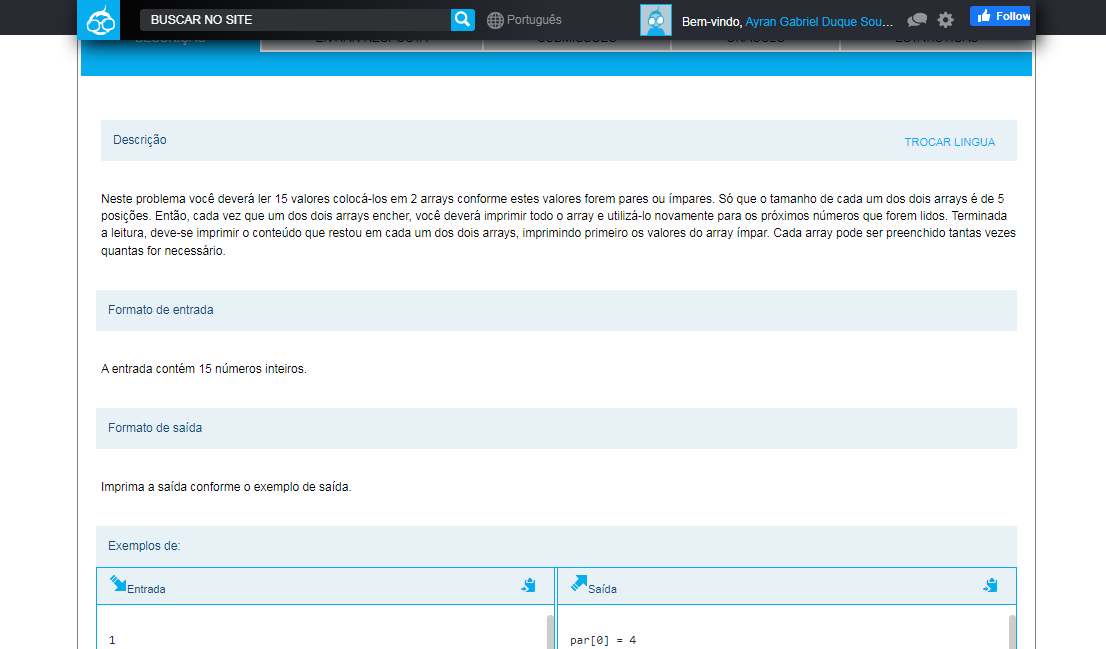 BUSCAR NO SITE
Português
Bem-vindo, Ayran Gabriel Duque Sou...
Follow
Descrição
TROCAR LINGUA
Neste problema você deverá ler 15 valores colocá-los em 2 arrays conforme estes valores forem pares ou ímpares. Só que o tamanho de cada um dos dois arrays é de 5
posições. Então, cada vez que um dos dois arrays encher, você deverá imprimir todo o array e utilizá-lo novamente para os próximos números que forem lidos. Terminada
a leitura, deve-se imprimir o conteúdo que restou em cada um dos dois arrays, imprimindo primeiro os valores do array ímpar. Cada array pode ser preenchido tantas vezes
quantas for necessário.
Formato de entrada
A entrada contém 15 números inteiros.
Formato de saída
Imprima a saída conforme o exemplo de saída.
Exemplos de:
Entrada
Saída
1
par[0] = 4